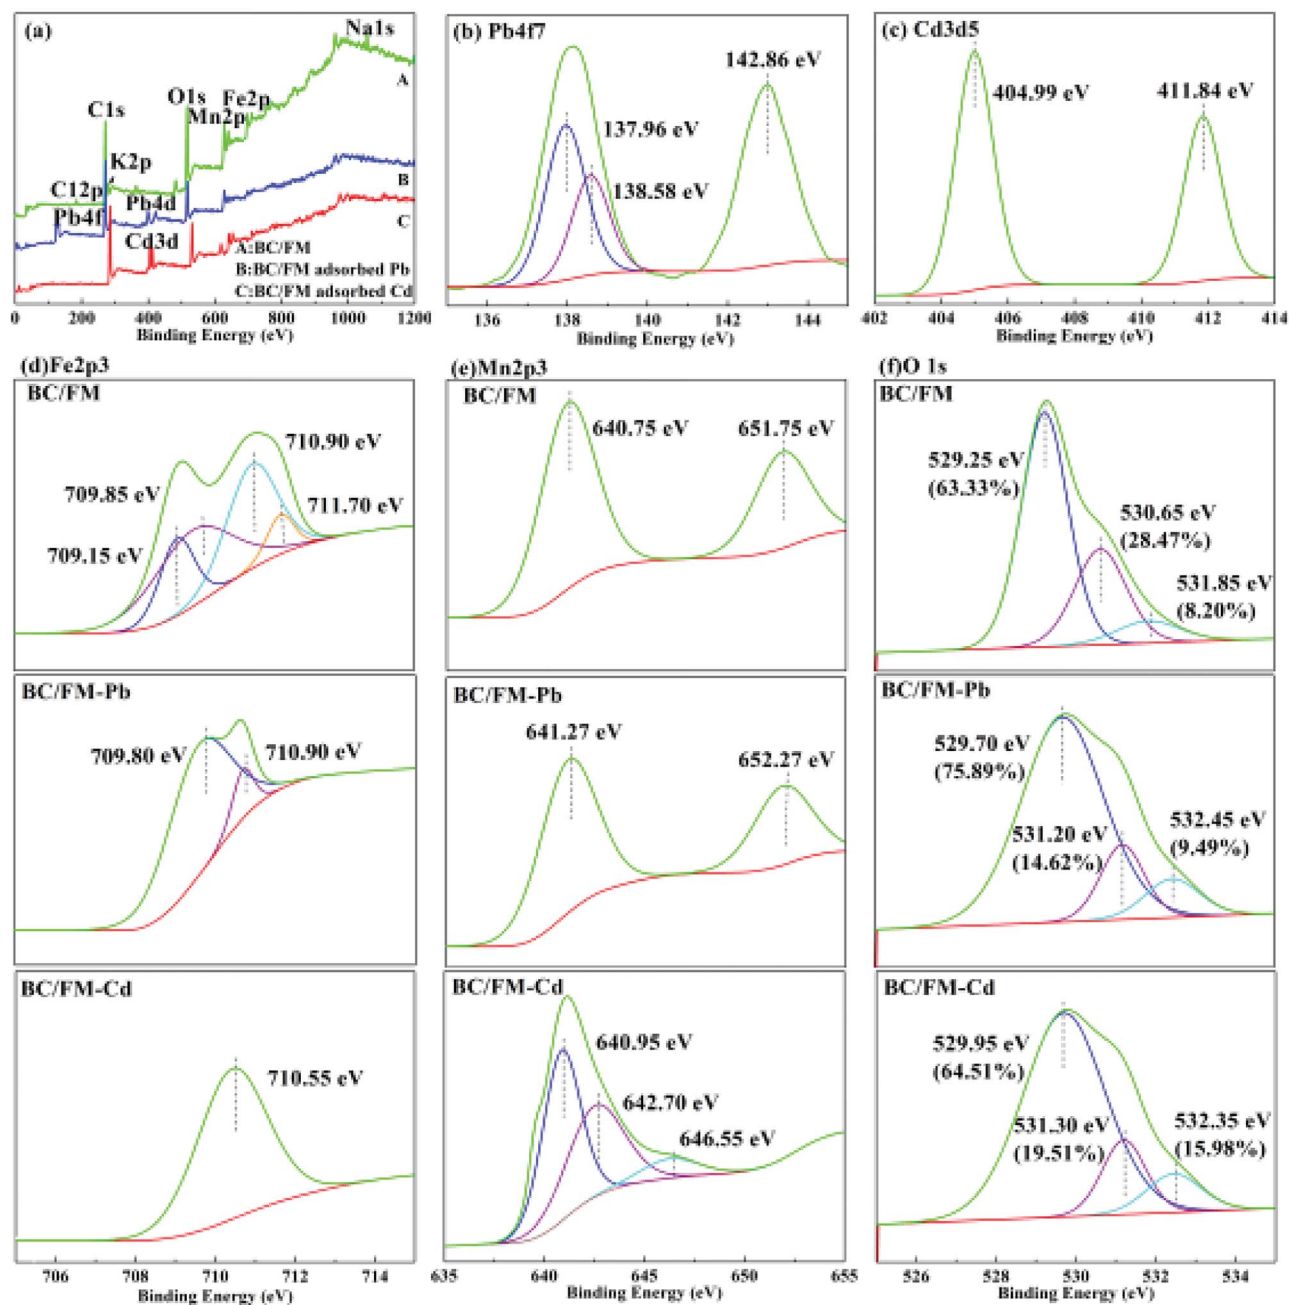 (a)
Na1s
A
C1s
O1s
Fe2p
Mn2p
K2p
C12p
Pb4f
Pb4d
B
Cd3d
C
A:BC/FM
B:BC/FM adsorbed Pb
C:BC/FM adsorbed Cd
0 200 400 600 800 1000 1200
Binding Energy (eV)
(b) Pb4f7
142.86 eV
137.96 eV
138.58 eV
136 138 140 142 144
Binding Energy (eV)
(c) Cd3d5
404.99 eV
411.84 eV
402 404 406 408 410 412 414
Binding Energy (eV)
(d)Fe2p3
BC/FM
710.90 eV
709.85 eV
711.70 eV
709.15 eV
BC/FM-Pb
709.80 eV
710.90 eV
BC/FM-Cd
710.55 eV
706 708 710 712 714
Binding Energy (eV)
(e)Mn2p3
BC/FM
640.75 eV
651.75 eV
BC/FM-Pb
641.27 eV
652.27 eV
BC/FM-Cd
640.95 eV
642.70 eV
646.55 eV
635 640 645 650 655
Binding Energy (eV)
(f)O 1s
BC/FM
529.25 eV
(63.33%)
530.65 eV
(28.47%)
531.85 eV
(8.20%)
BC/FM-Pb
529.70 eV
(75.89%)
531.20 eV
(14.62%)
532.45 eV
(9.49%)
BC/FM-Cd
529.95 eV
(64.51%)
531.30 eV
(19.51%)
532.35 eV
(15.98%)
526 528 530 532 534
Binding Energy (eV)